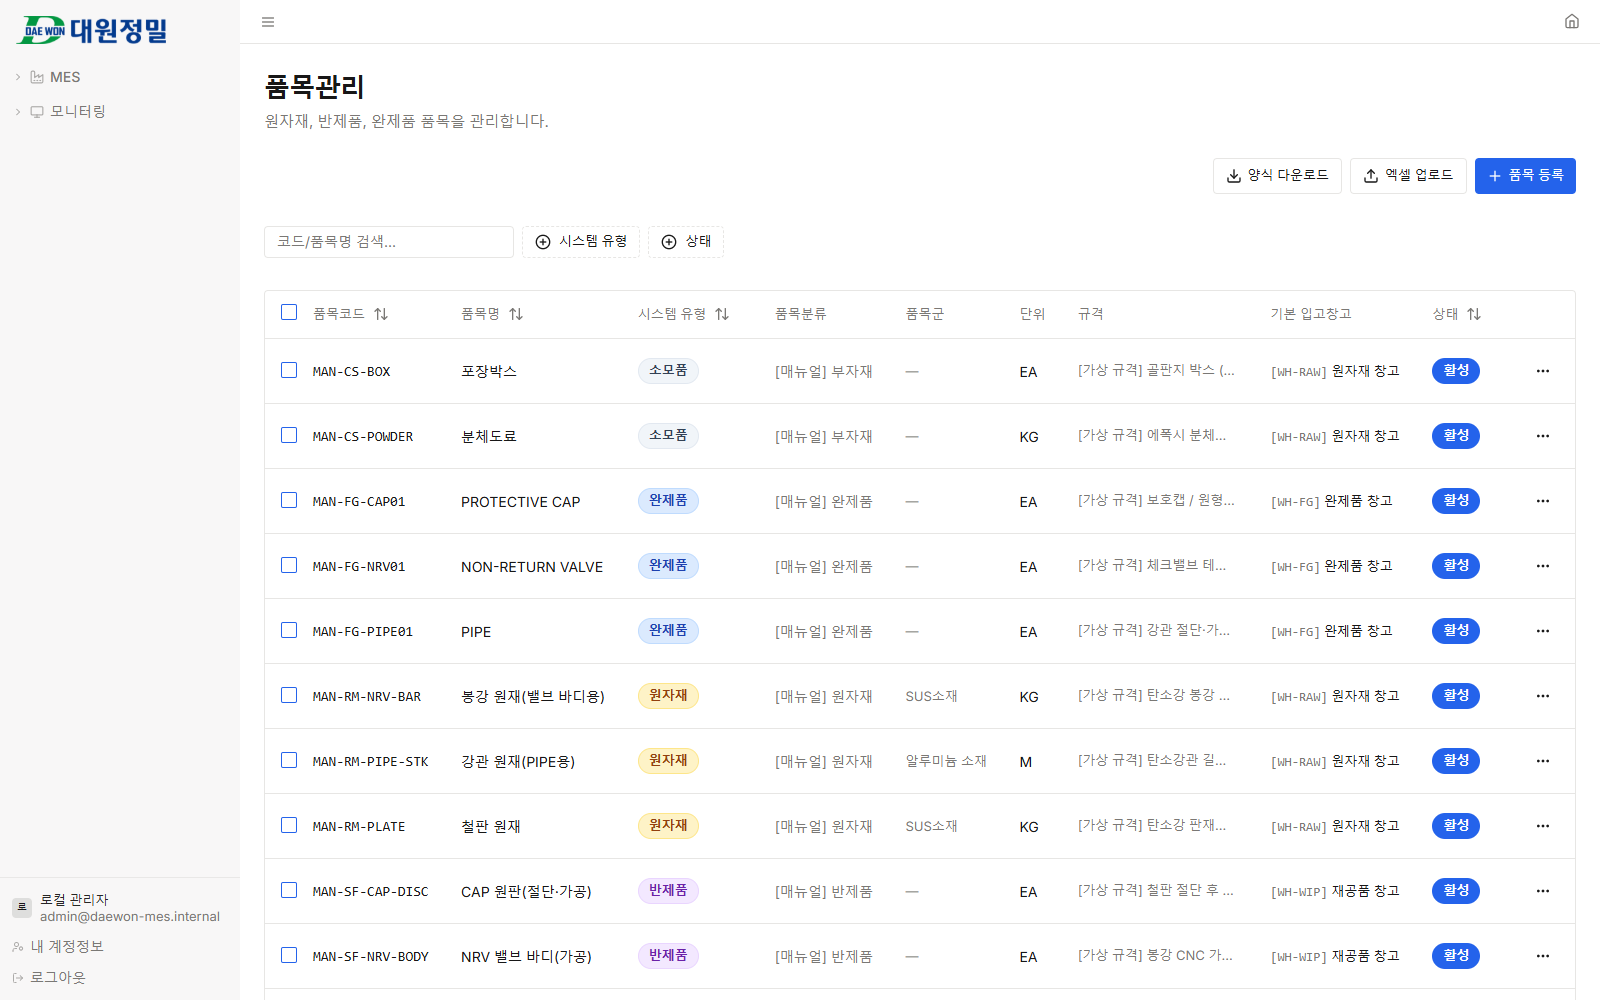 DAE WON 대원정밀
MES
모니터링
품목관리
원자재, 반제품, 완제품 품목을 관리합니다.
양식 다운로드 엑셀 업로드 품목 등록
코드/품목명 검색... 시스템 유형 상태
품목코드 품목명 시스템 유형 품목분류 품목군 단위 규격 기본 입고창고 상태
MAN-CS-BOX 포장박스 소모품 [매뉴얼] 부자재 — EA [가상 규격] 골판지 박스 (... [WH-RAW] 원자재 창고 활성 ...
MAN-CS-POWDER 분체도료 소모품 [매뉴얼] 부자재 — KG [가상 규격] 에폭시 분체... [WH-RAW] 원자재 창고 활성 ...
MAN-FG-CAP01 PROTECTIVE CAP 완제품 [매뉴얼] 완제품 — EA [가상 규격] 보호캡 / 원형... [WH-FG] 완제품 창고 활성 ...
MAN-FG-NRV01 NON-RETURN VALVE 완제품 [매뉴얼] 완제품 — EA [가상 규격] 체크밸브 테... [WH-FG] 완제품 창고 활성 ...
MAN-FG-PIPE01 PIPE 완제품 [매뉴얼] 완제품 — EA [가상 규격] 강관 절단·가... [WH-FG] 완제품 창고 활성 ...
MAN-RM-NRV-BAR 봉강 원재(밸브 바디용) 원자재 [매뉴얼] 원자재 SUS소재 KG [가상 규격] 탄소강 봉강 ... [WH-RAW] 원자재 창고 활성 ...
MAN-RM-PIPE-STK 강관 원재(PIPE용) 원자재 [매뉴얼] 원자재 알루미늄 소재 M [가상 규격] 탄소강관 길... [WH-RAW] 원자재 창고 활성 ...
MAN-RM-PLATE 철판 원재 원자재 [매뉴얼] 원자재 SUS소재 KG [가상 규격] 탄소강 판재... [WH-RAW] 원자재 창고 활성 ...
MAN-SF-CAP-DISC CAP 원판(절단·가공) 반제품 [매뉴얼] 반제품 — EA [가상 규격] 철판 절단 후 ... [WH-WIP] 재공품 창고 활성 ...
MAN-SF-NRV-BODY NRV 밸브 바디(가공) 반제품 [매뉴얼] 반제품 — EA [가상 규격] 봉강 CNC 가... [WH-WIP] 재공품 창고 활성 ...
로 로컬 관리자
admin@daewon-mes.internal
내 계정정보
로그아웃